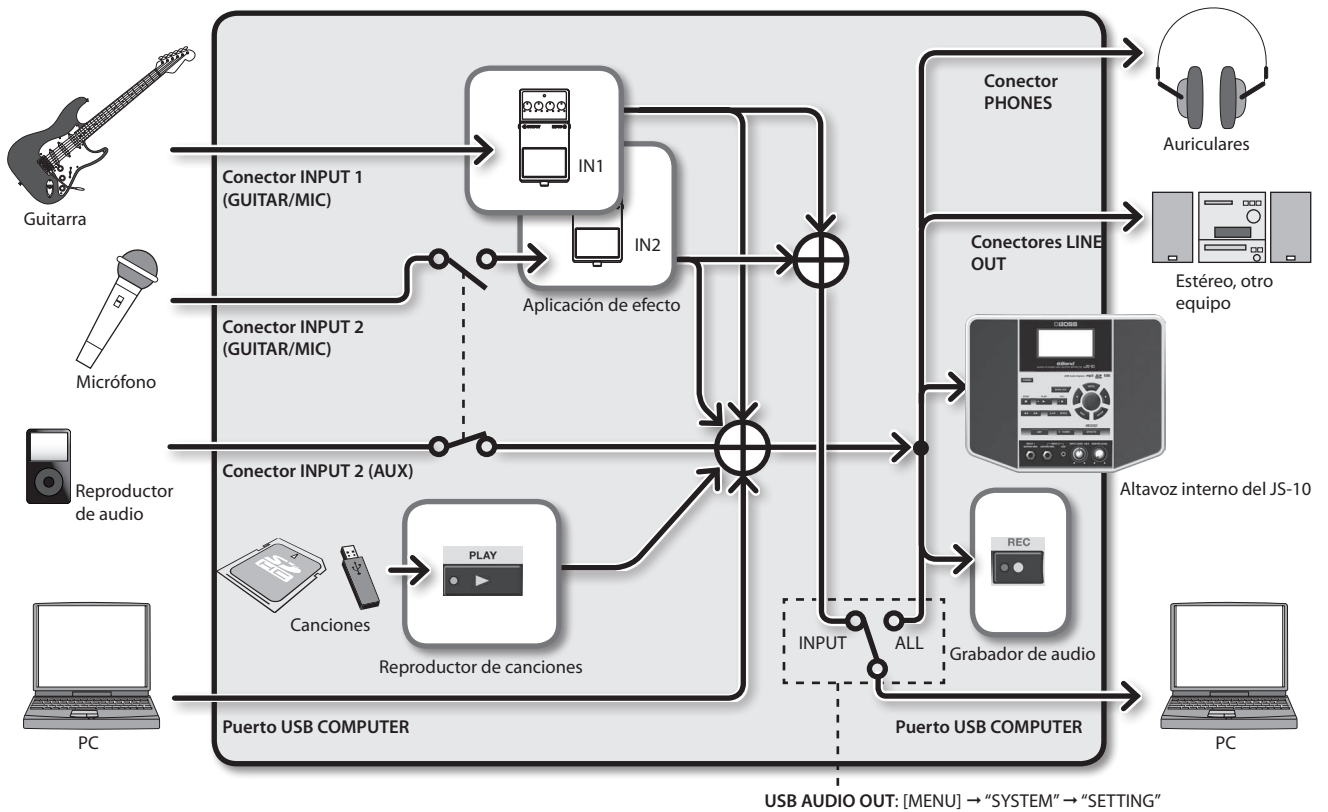 Conector
PHONES
Auriculares
IN1
Conector INPUT 1
(GUITAR/MIC)
Guitarra
IN2
Conectores LINE
OUT
Estéreo, otro
equipo
Aplicación de efecto
Conector INPUT 2
(GUITAR/MIC)
Micrófono
BOSS
eBand
JS-10
Conector INPUT 2 (AUX)
Reproductor
de audio
Altavoz interno del JS-10
PLAY
REC
Canciones
INPUT
ALL
Grabador de audio
Reproductor de canciones
Puerto USB COMPUTER
Puerto USB COMPUTER
PC
PC
USB AUDIO OUT: [MENU] → “SYSTEM” → “SETTING”